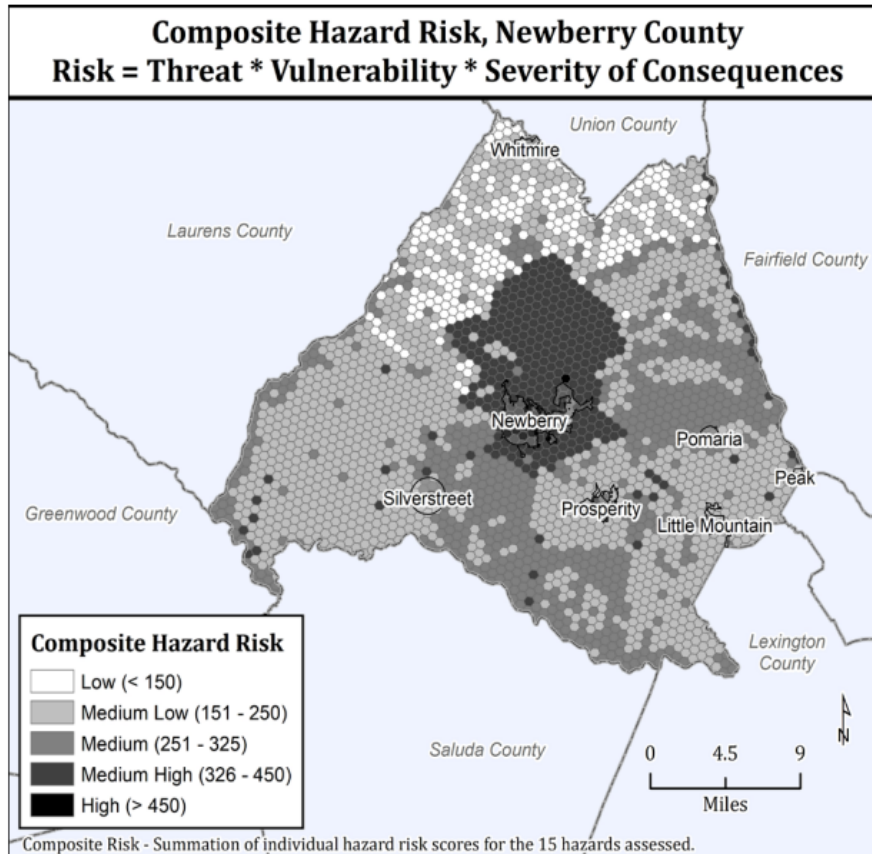 Composite Hazard Risk, Newberry County
Risk = Threat * Vulnerability * Severity of Consequences
Union County
Whitmire
Laurens County
Fairfield County
Newberry
Pomaria
Peak
Silverstreet
Prosperity
Greenwood County
Little Mountain
Composite Hazard Risk
Low (< 150)
Medium Low (151 - 250)
Medium (251 - 325)
Medium High (326 - 450)
High (> 450)
Lexington
County
Saluda County
N
0 4.5 9
Miles
Composite Risk - Summation of individual hazard risk scores for the 15 hazards assessed.